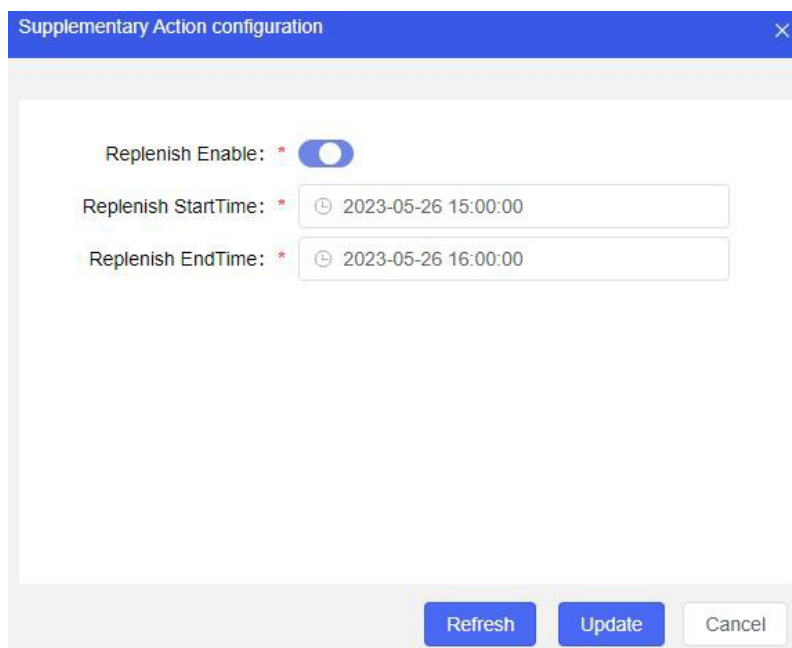 Supplementary Action configuration
Replenish Enable: *
Replenish StartTime: * 2023-05-26 15:00:00
Replenish EndTime: * 2023-05-26 16:00:00
Refresh Update Cancel